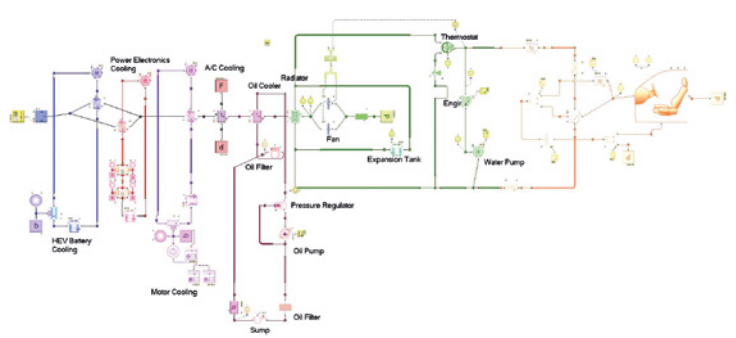 Thermostat
Power Electronics
Cooling
A/C Cooling
Radiator
Oil Cooler
Engir
Fan
Expansion Tank
Water Pump
Oil Filter
Pressure Regulator
HEV Battery
Cooling
Oil Pump
Motor Cooling
Oil Filter
Sump